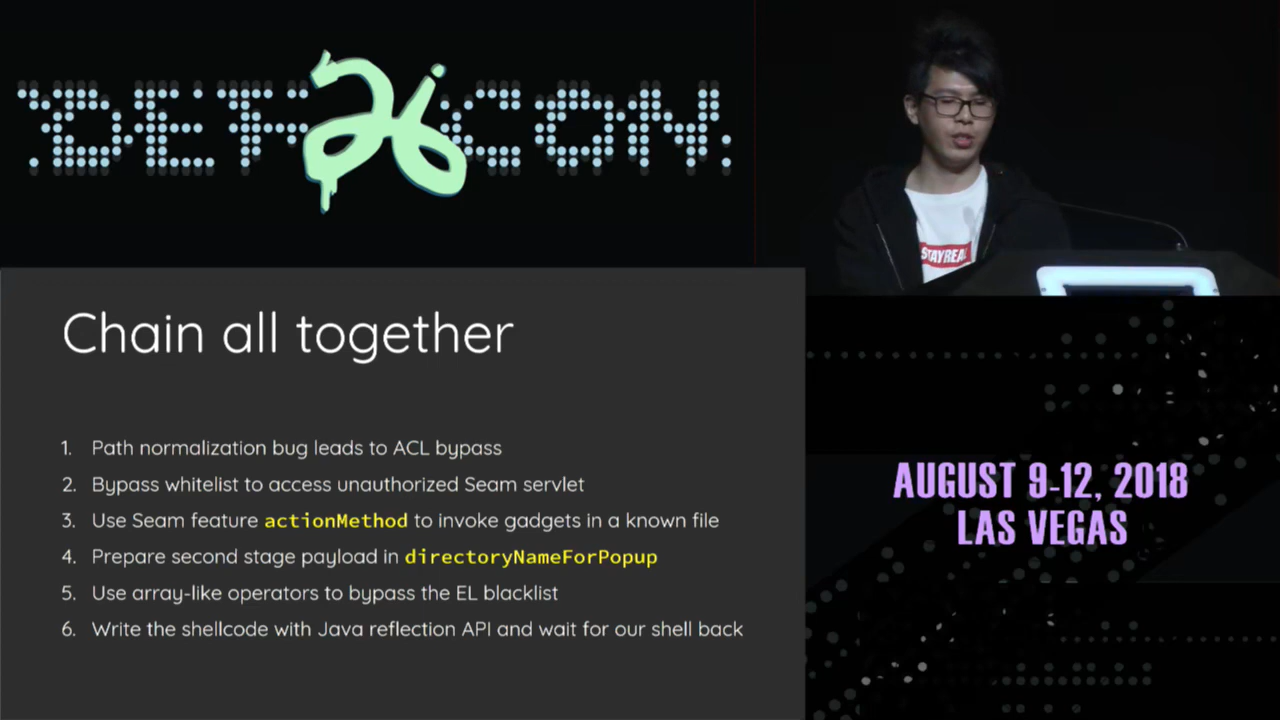 DEF 26 CON
STAYREAL
Chain all together
1. Path normalization bug leads to ACL bypass
2. Bypass whitelist to access unauthorized Seam servlet
3. Use Seam feature actionMethod to invoke gadgets in a known file
4. Prepare second stage payload in directoryNameForPopup
5. Use array-like operators to bypass the EL blacklist
6. Write the shellcode with Java reflection API and wait for our shell back
AUGUST 9-12, 2018
LAS VEGAS